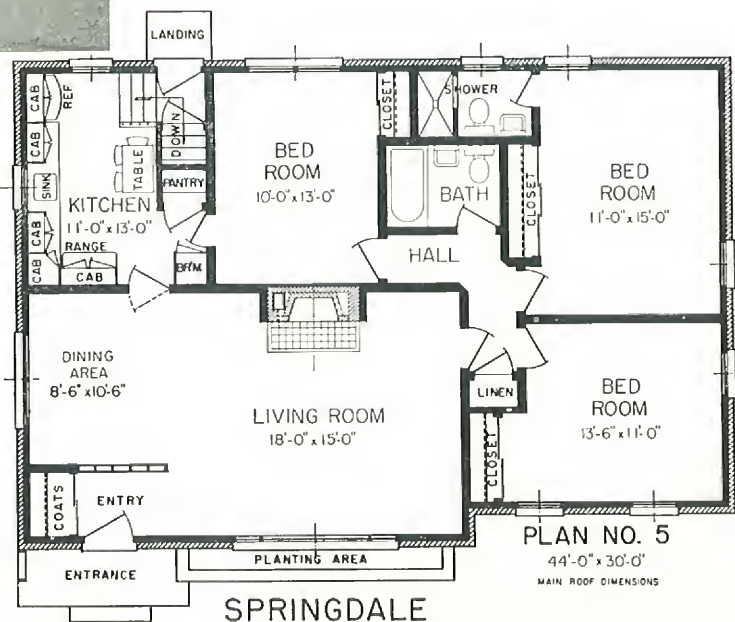 LANDING
CAB
REF
CAB
SINK
CAB
CAB
RANGE
CAB
TABLE
KITCHEN
11'-0" x 13'-0"
DOWN
PANTRY
BRM.
BED
ROOM
10'-0" x 13'-0"
CLOSET
SHOWER
BATH
HALL
CLOSET
BED
ROOM
11'-0" x 15'-0"
DINING
AREA
8'-6" x 10'-6"
LIVING ROOM
18'-0" x 15'-0"
LINEN
CLOSET
BED
ROOM
13'-6" x 11'-0"
COATS
ENTRY
ENTRANCE
PLANTING AREA
PLAN NO. 5
44'-0" x 30'-0"
MAIN ROOF DIMENSIONS
SPRINGDALE